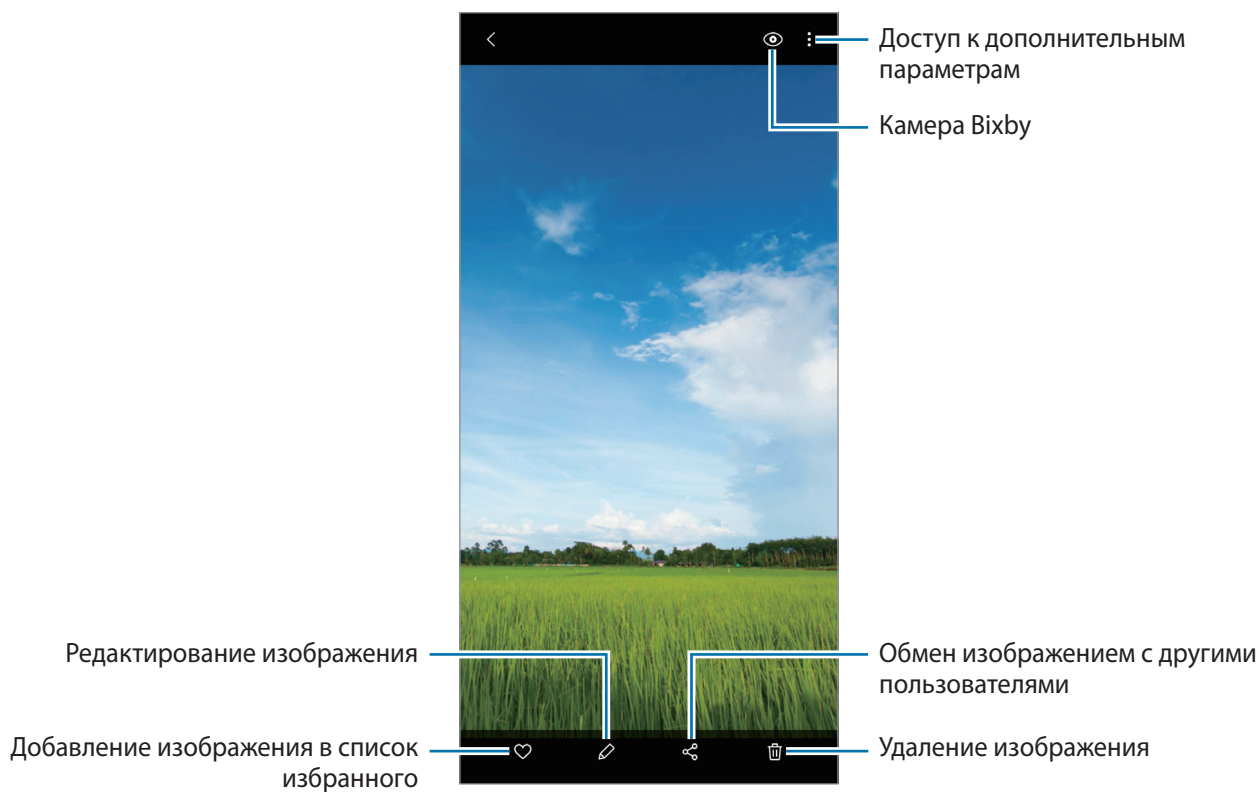 Доступ к дополнительным
параметрам
Камера Bixby
Редактирование изображения
Обмен изображением с другими
пользователями
Добавление изображения в список
избранного
Удаление изображения